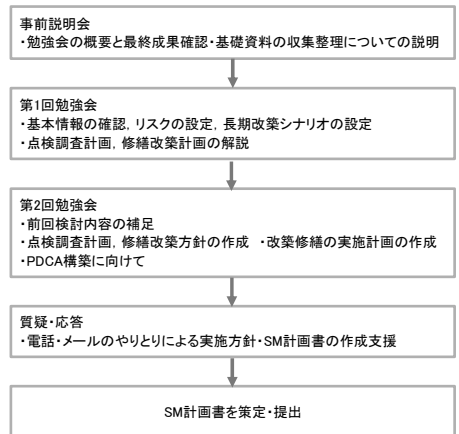 事前説明会
・勉強会の概要と最終成果確認・基礎資料の収集整理についての説明
第1回勉強会
・基本情報の確認, リスクの設定, 長期改築シナリオの設定
・点検調査計画, 修繕改築計画の解説
第2回勉強会
・前回検討内容の補足
・点検調査計画, 修繕改築方針の作成 ・改築修繕の実施計画の作成
・PDCA構築に向けて
質疑・応答
・電話・メールのやりとりによる実施方針・SM計画書の作成支援
SM計画書を策定・提出